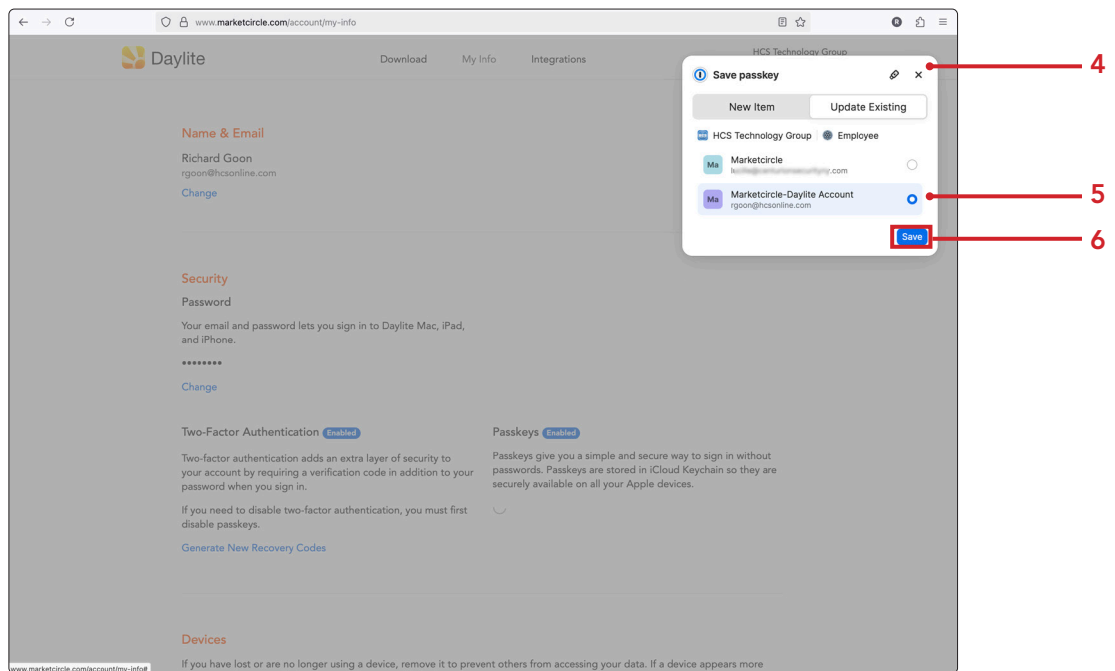 www.marketcircle.com/account/my-info
R
Daylite
Download
My Info
Integrations
HCS Technology Group
4
Save passkey
New Item
Update Existing
HCS Technology Group
Employee
Name & Email
Richard Goon
rgoon@hcsonline.com
Change
Ma
Marketcircle
.com
Ma
Marketcircle-Daylite Account
rgoon@hcsonline.com
5
Save
6
Security
Password
Your email and password lets you sign in to Daylite Mac, iPad,
and iPhone.
••••••••
Change
Two-Factor Authentication Enabled
Two-factor authentication adds an extra layer of security to
your account by requiring a verification code in addition to your
password when you sign in.
If you need to disable two-factor authentication, you must first
disable passkeys.
Generate New Recovery Codes
Passkeys Enabled
Passkeys give you a simple and secure way to sign in without
passwords. Passkeys are stored in iCloud Keychain so they are
securely available on all your Apple devices.
Devices
If you have lost or are no longer using a device, remove it to prevent others from accessing your data. If a device appears more
www.marketcircle.com/account/my-info#